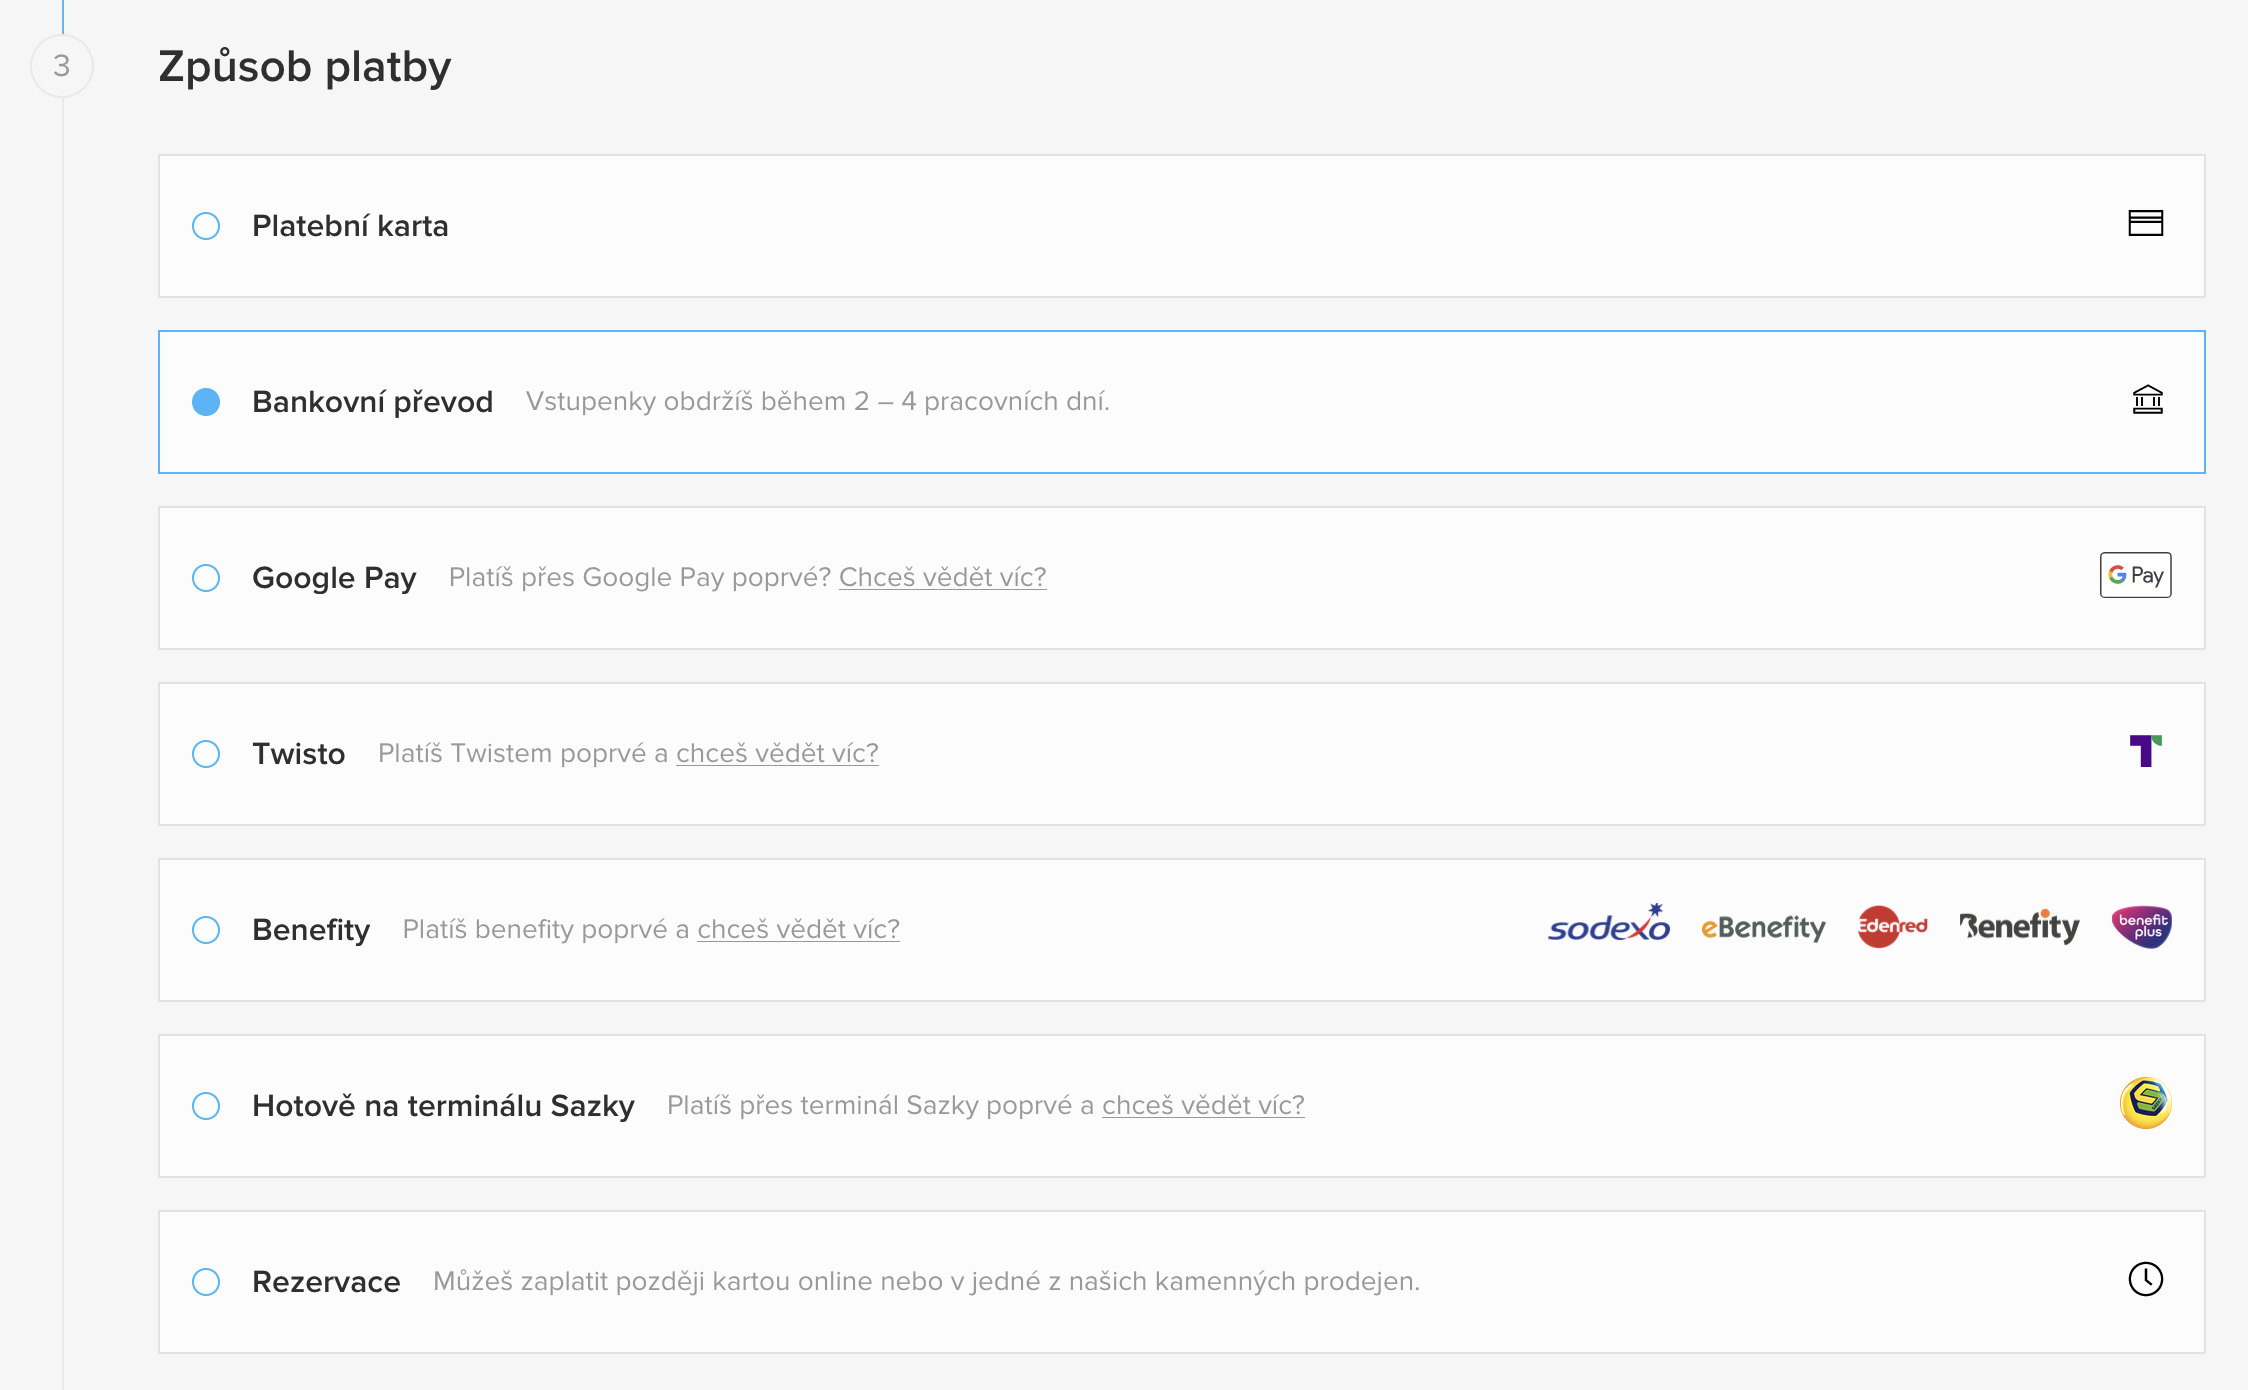 3
Způsob platby
Platební karta
Bankovní převod Vstupenky obdržíš během 2 – 4 pracovních dní.
Google Pay Platíš přes Google Pay poprvé? Chceš vědět víc? G Pay
Twisto Platíš Twistem poprvé a chceš vědět víc?
Benefity Platíš benefity poprvé a chceš vědět víc? sodexo eBenefity Edenred Benefity benefit plus
Hotově na terminálu Sazky Platíš přes terminál Sazky poprvé a chceš vědět víc?
Rezervace Můžeš zaplatit později kartou online nebo v jedné z našich kamenných prodejen.